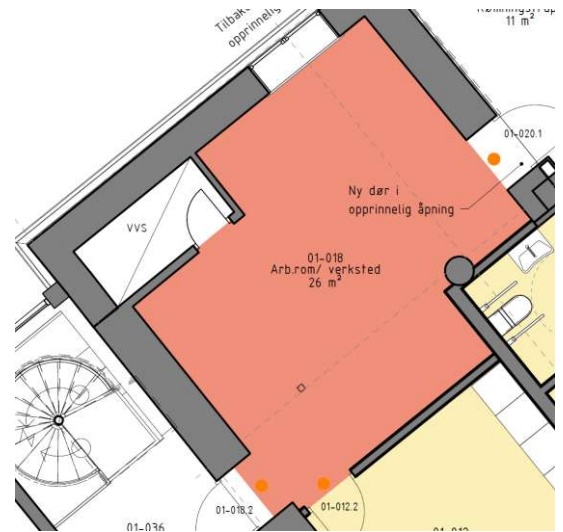 11 m²
01-020.1
Ny dør i
opprinnelig åpning
VVS
01-018
Arb.rom/ verksted
26 m²
01-018.2
01-012.2
01-036